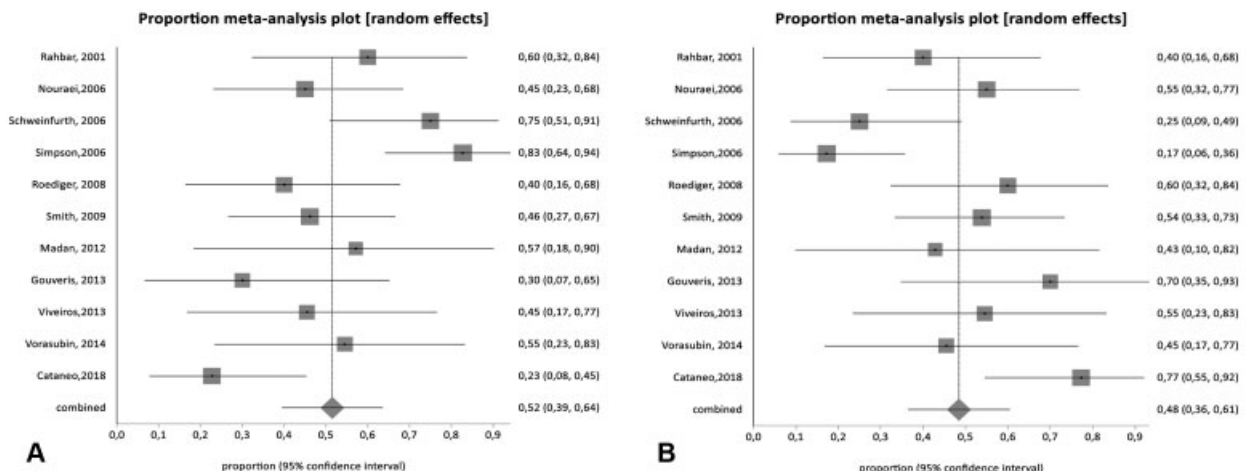 Proportion meta-analysis plot [random effects]
Rahbar, 2001 0,60 (0,32, 0,84)
Nouraei,2006 0,45 (0,23, 0,68)
Schweinfurth, 2006 0,75 (0,51, 0,91)
Simpson,2006 0,83 (0,64, 0,94)
Roediger, 2008 0,40 (0,16, 0,68)
Smith, 2009 0,46 (0,27, 0,67)
Madan, 2012 0,57 (0,18, 0,90)
Gouveris, 2013 0,30 (0,07, 0,65)
Viveiros,2013 0,45 (0,17, 0,77)
Vorasubin, 2014 0,55 (0,23, 0,83)
Cataneo,2018 0,23 (0,08, 0,45)
combined 0,52 (0,39, 0,64)
0,0 0,1 0,2 0,3 0,4 0,5 0,6 0,7 0,8 0,9
A
proportion (95% confidence interval)
Proportion meta-analysis plot [random effects]
Rahbar, 2001 0,40 (0,16, 0,68)
Nouraei,2006 0,55 (0,32, 0,77)
Schweinfurth, 2006 0,25 (0,09, 0,49)
Simpson,2006 0,17 (0,06, 0,36)
Roediger, 2008 0,60 (0,32, 0,84)
Smith, 2009 0,54 (0,33, 0,73)
Madan, 2012 0,43 (0,10, 0,82)
Gouveris, 2013 0,70 (0,35, 0,93)
Viveiros,2013 0,55 (0,23, 0,83)
Vorasubin, 2014 0,45 (0,17, 0,77)
Cataneo,2018 0,77 (0,55, 0,92)
combined 0,48 (0,36, 0,61)
0,0 0,1 0,2 0,3 0,4 0,5 0,6 0,7 0,8 0,9
B
proportion (95% confidence interval)